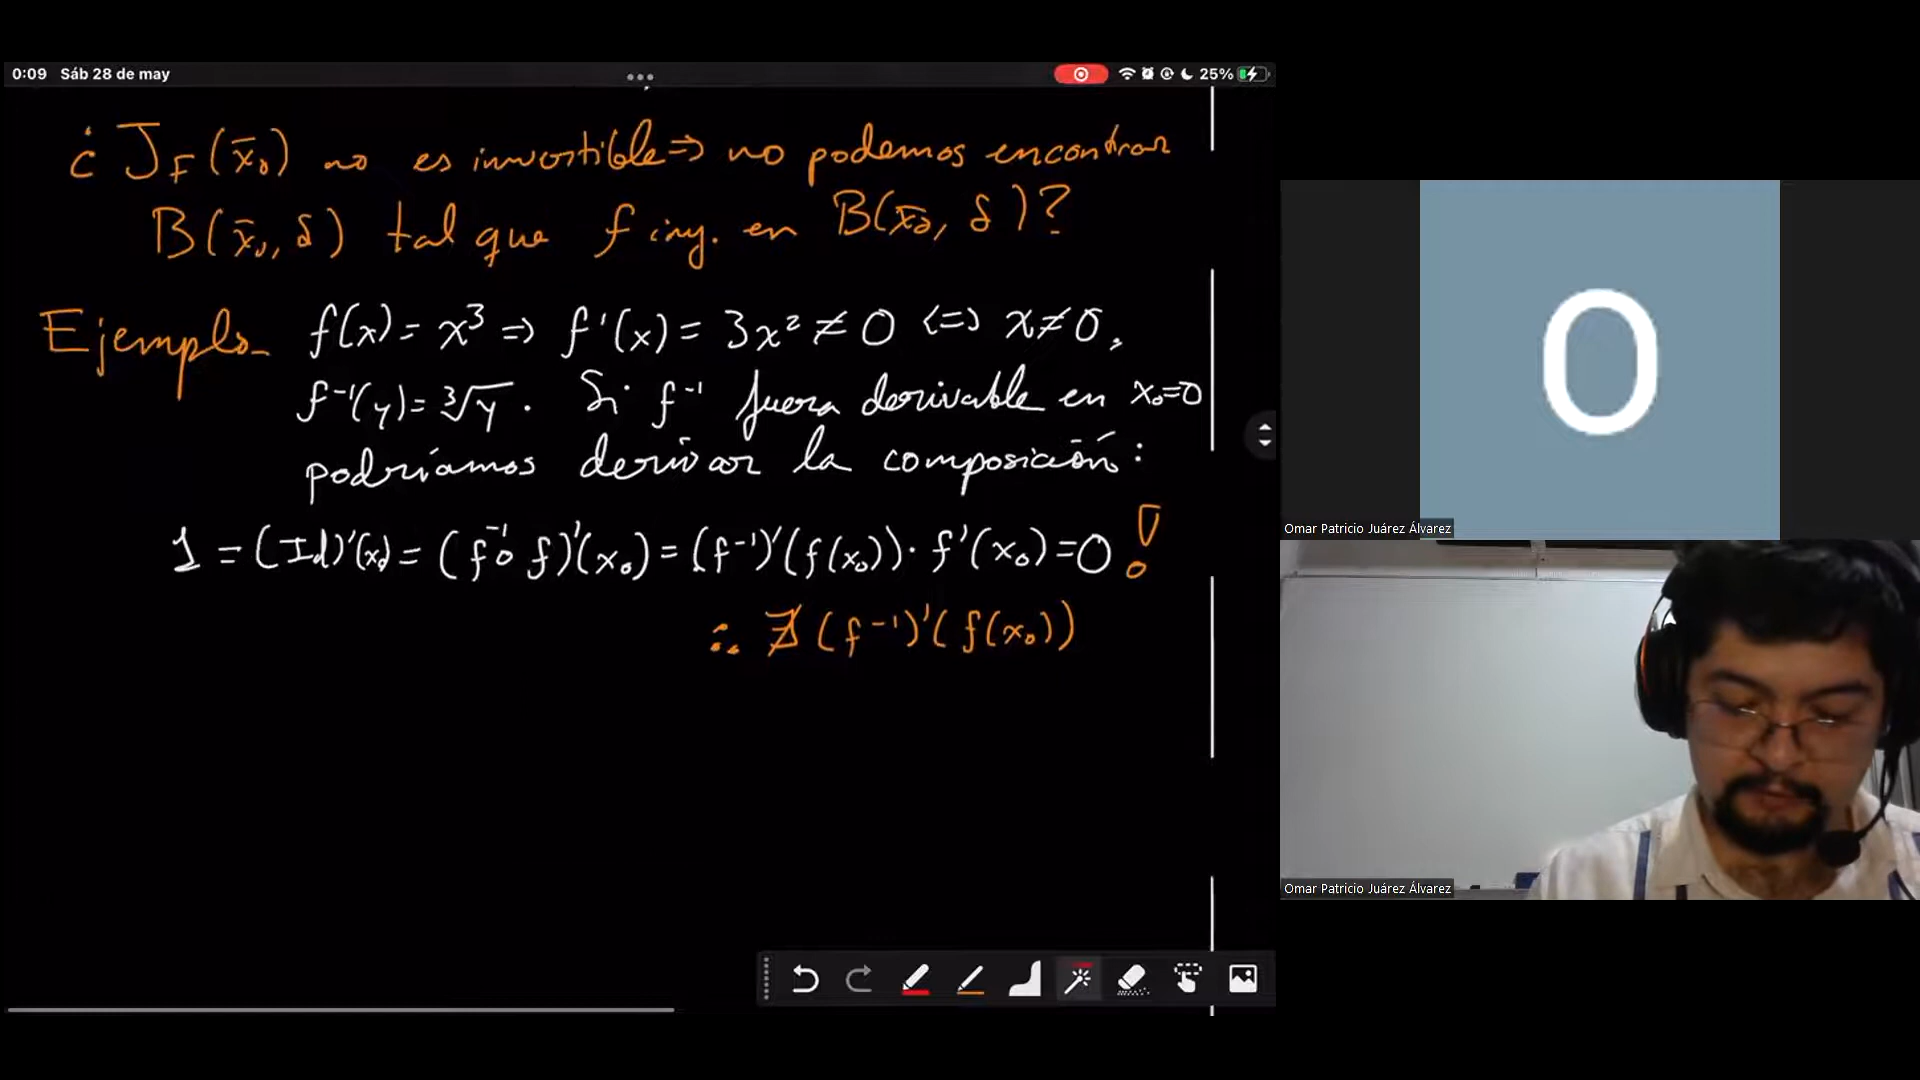 0:09 Sáb 28 de may
25%
¿ J_F(x̄₀) no es invertible ⇒ no podemos encontrar
B(x̄₀, δ) tal que f iny. en B(x̄₀, δ)?
Ejemplo_ f(x) = x³ ⇒ f'(x) = 3x² ≠ 0 ⇔ x ≠ 0,
f⁻¹(y) = ∛y . Si f⁻¹ fuera derivable en x₀=0
podríamos derivar la composición:
1 = (Id)'(x₀) = (f⁻¹∘f)'(x₀) = (f⁻¹)'(f(x₀)) · f'(x₀) = 0 !
∴ ∄ (f⁻¹)'(f(x₀))
O
Omar Patricio Juárez Álvarez
Omar Patricio Juárez Álvarez